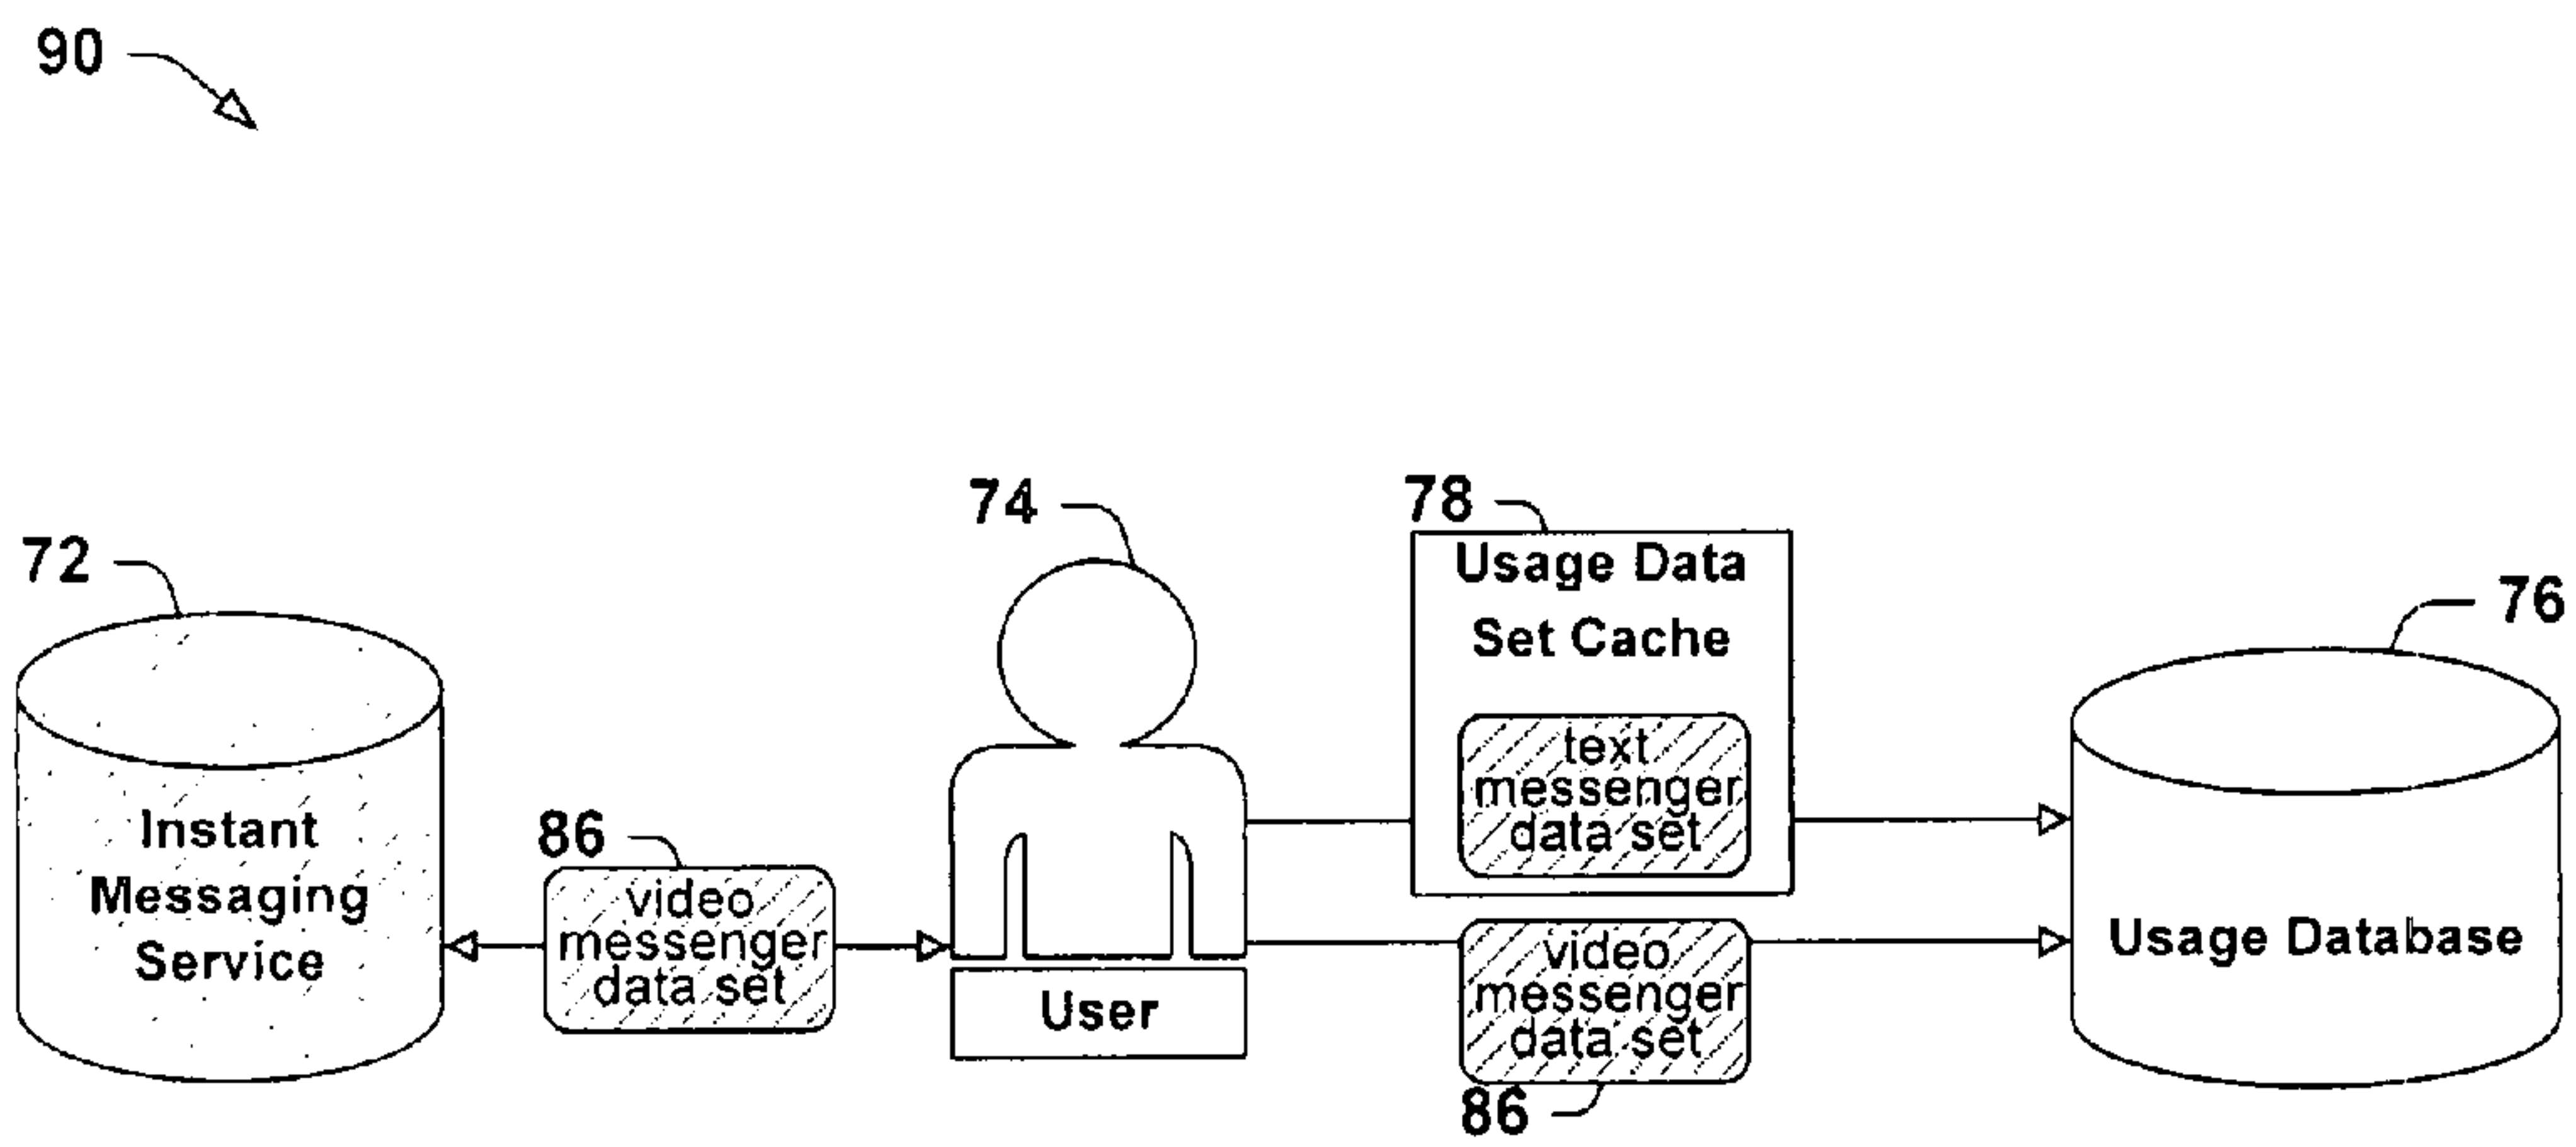 90
74
78
72
76
Usage Data
Set Cache
text
messenger
data set
Instant
Messaging
Service
86
video
messenger
data set
User
video
messenger
data set
86
Usage Database